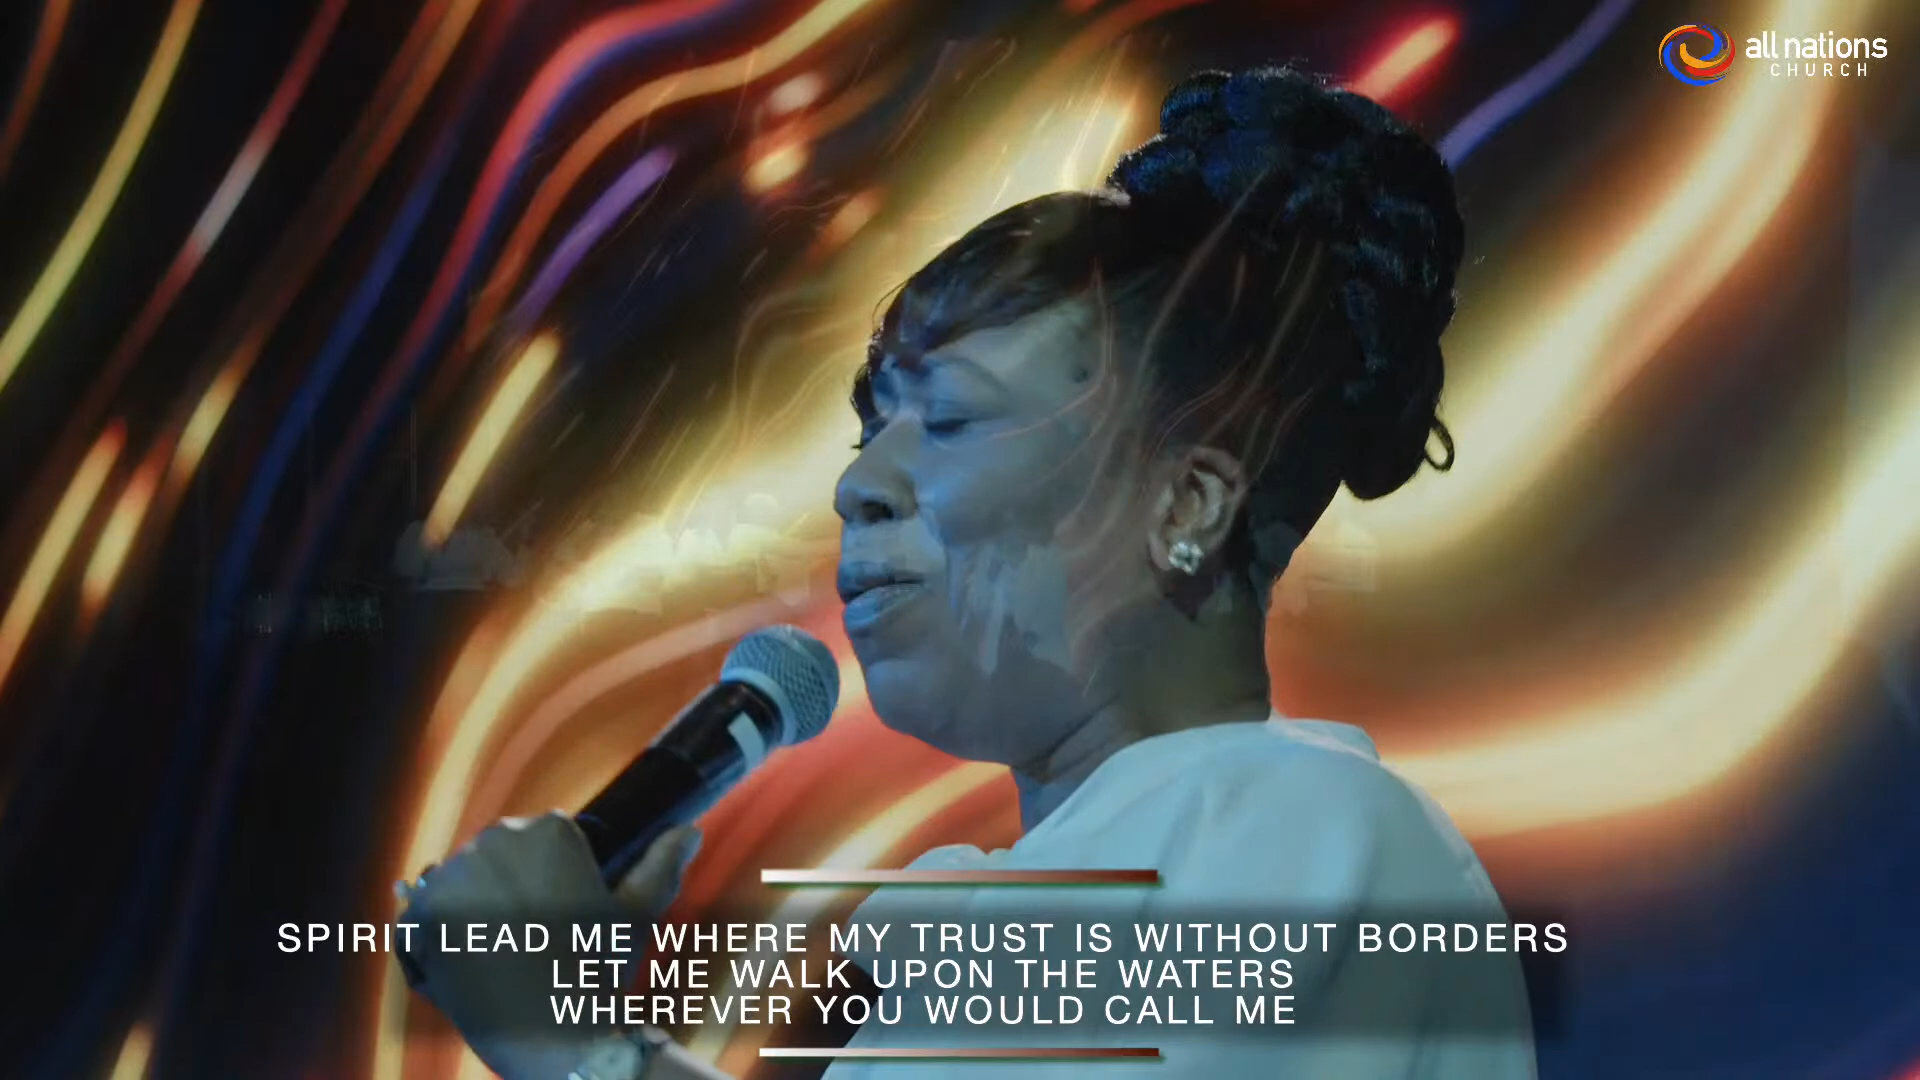 all nations
CHURCH
SPIRIT LEAD ME WHERE MY TRUST IS WITHOUT BORDERS
LET ME WALK UPON THE WATERS
WHEREVER YOU WOULD CALL ME